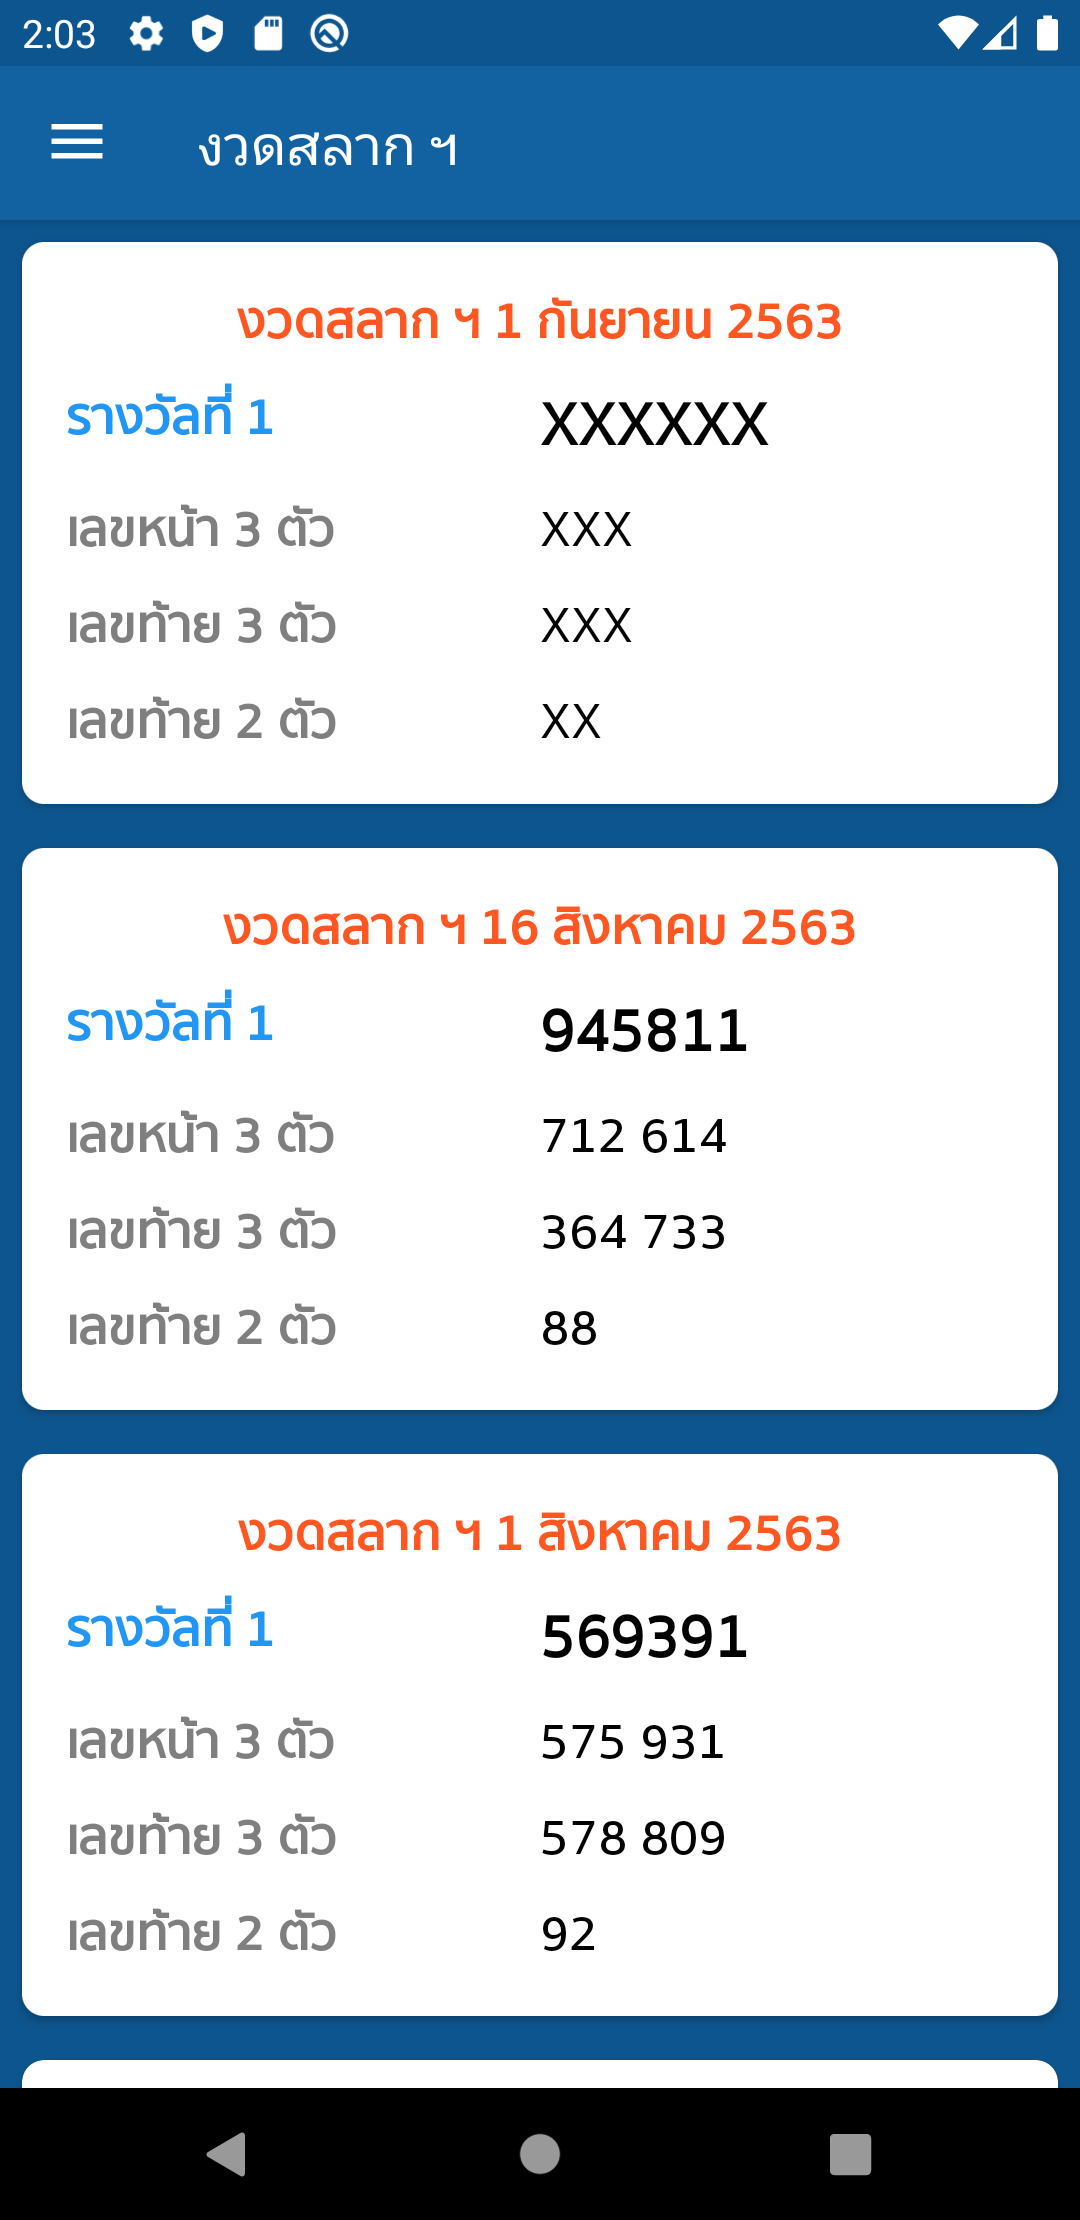 2:03
งวดสลาก ฯ
งวดสลาก ฯ 1 กันยายน 2563
รางวัลที่ 1 XXXXXX
เลขหน้า 3 ตัว XXX
เลขท้าย 3 ตัว XXX
เลขท้าย 2 ตัว XX
งวดสลาก ฯ 16 สิงหาคม 2563
รางวัลที่ 1 945811
เลขหน้า 3 ตัว 712 614
เลขท้าย 3 ตัว 364 733
เลขท้าย 2 ตัว 88
งวดสลาก ฯ 1 สิงหาคม 2563
รางวัลที่ 1 569391
เลขหน้า 3 ตัว 575 931
เลขท้าย 3 ตัว 578 809
เลขท้าย 2 ตัว 92